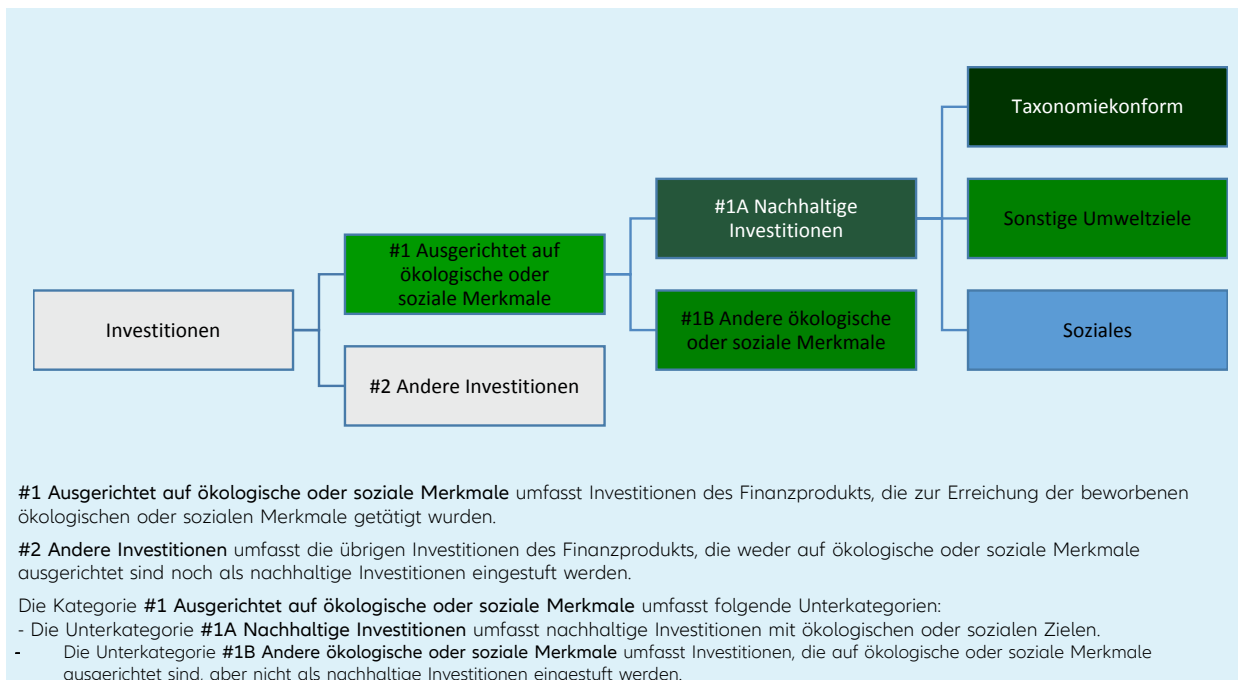 Taxonomiekonform
#1A Nachhaltige
Investitionen
Sonstige Umweltziele
#1 Ausgerichtet auf
ökologische oder
soziale Merkmale
Investitionen
#1B Andere ökologische
oder soziale Merkmale
Soziales
#2 Andere Investitionen
#1 Ausgerichtet auf ökologische oder soziale Merkmale umfasst Investitionen des Finanzprodukts, die zur Erreichung der beworbenen
ökologischen oder sozialen Merkmale getätigt wurden.
#2 Andere Investitionen umfasst die übrigen Investitionen des Finanzprodukts, die weder auf ökologische oder soziale Merkmale
ausgerichtet sind noch als nachhaltige Investitionen eingestuft werden.
Die Kategorie #1 Ausgerichtet auf ökologische oder soziale Merkmale umfasst folgende Unterkategorien:
- Die Unterkategorie #1A Nachhaltige Investitionen umfasst nachhaltige Investitionen mit ökologischen oder sozialen Zielen.
- Die Unterkategorie #1B Andere ökologische oder soziale Merkmale umfasst Investitionen, die auf ökologische oder soziale Merkmale
ausgerichtet sind, aber nicht als nachhaltige Investitionen eingestuft werden.